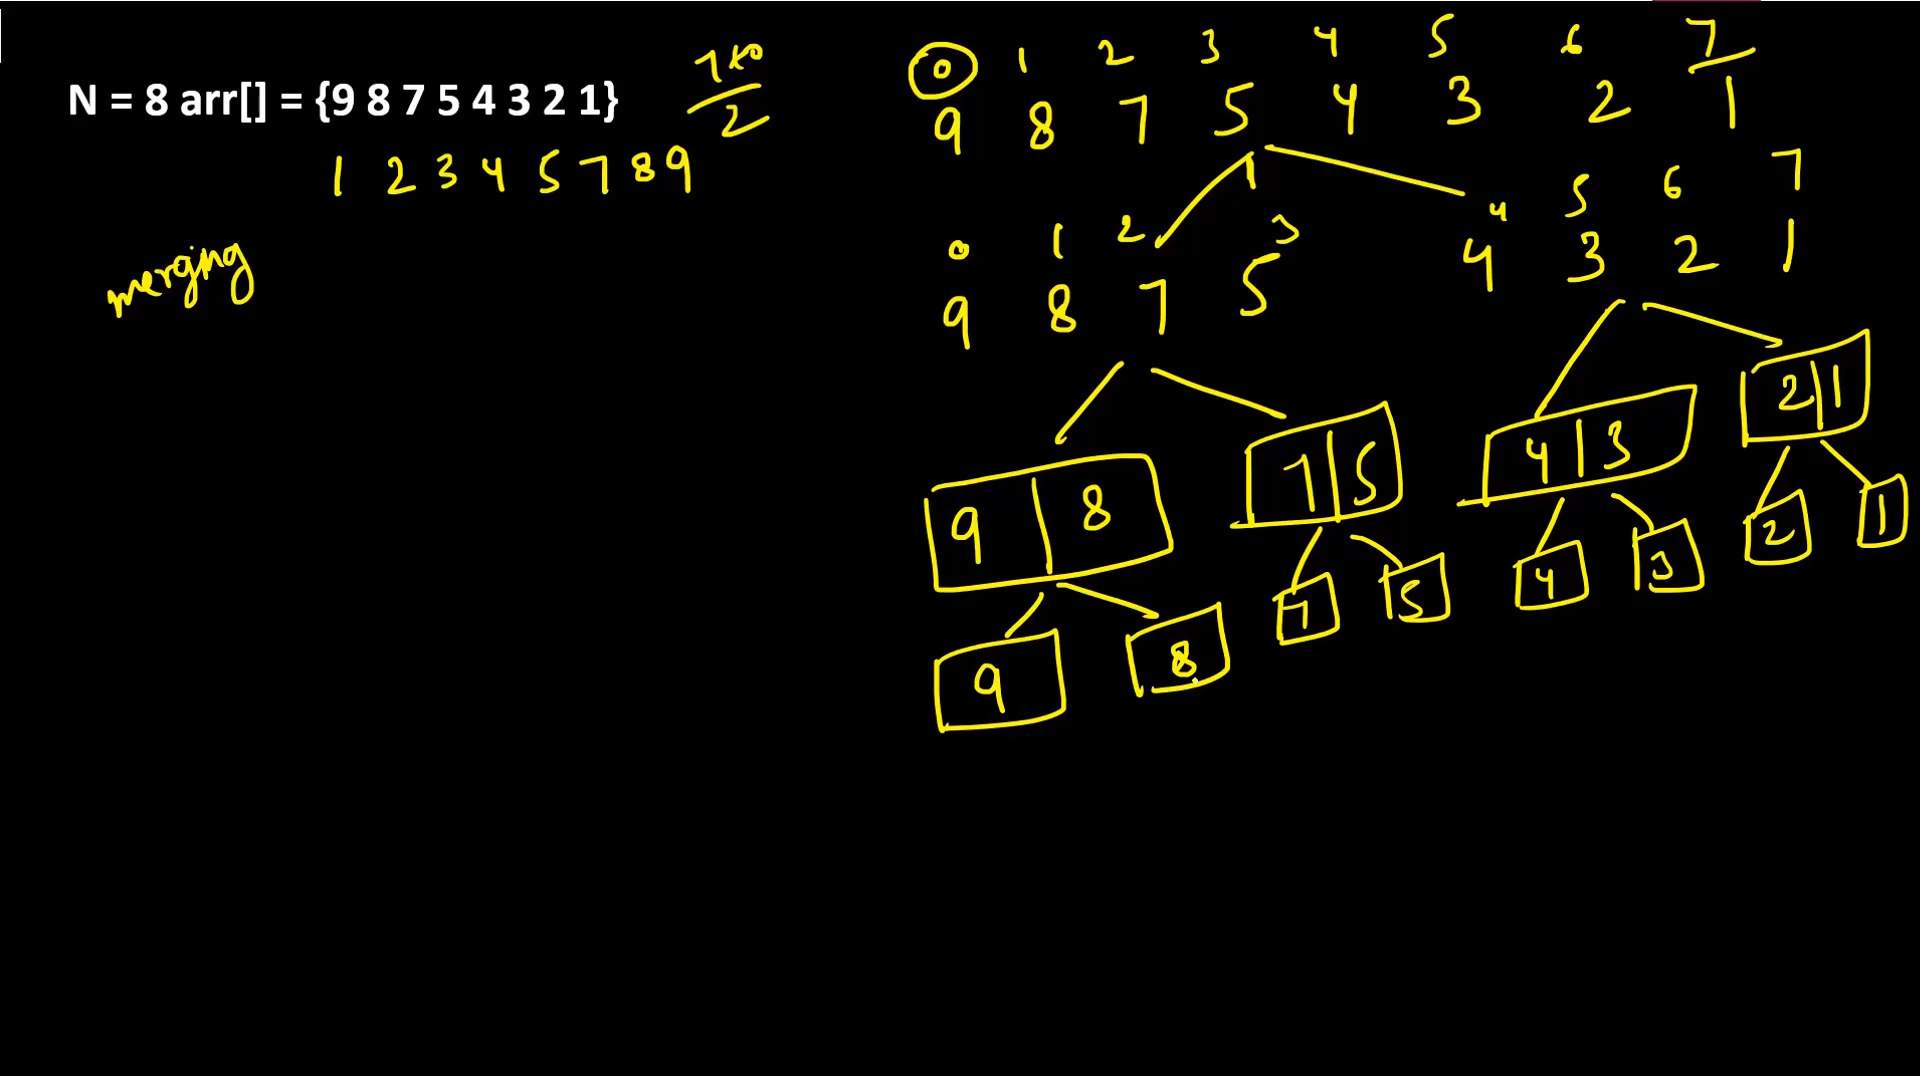 N = 8 arr[] = {9 8 7 5 4 3 2 1}
7+0
2
1 2 3 4 5 7 8 9
merging
0 1 2 3 4 5 6 7
9 8 7 5 4 3 2 1
0 1 2 3
9 8 7 5
4 5 6 7
4 3 2 1
9 8
7 5
4 3
2 1
9
8
7
5
4
3
2
1